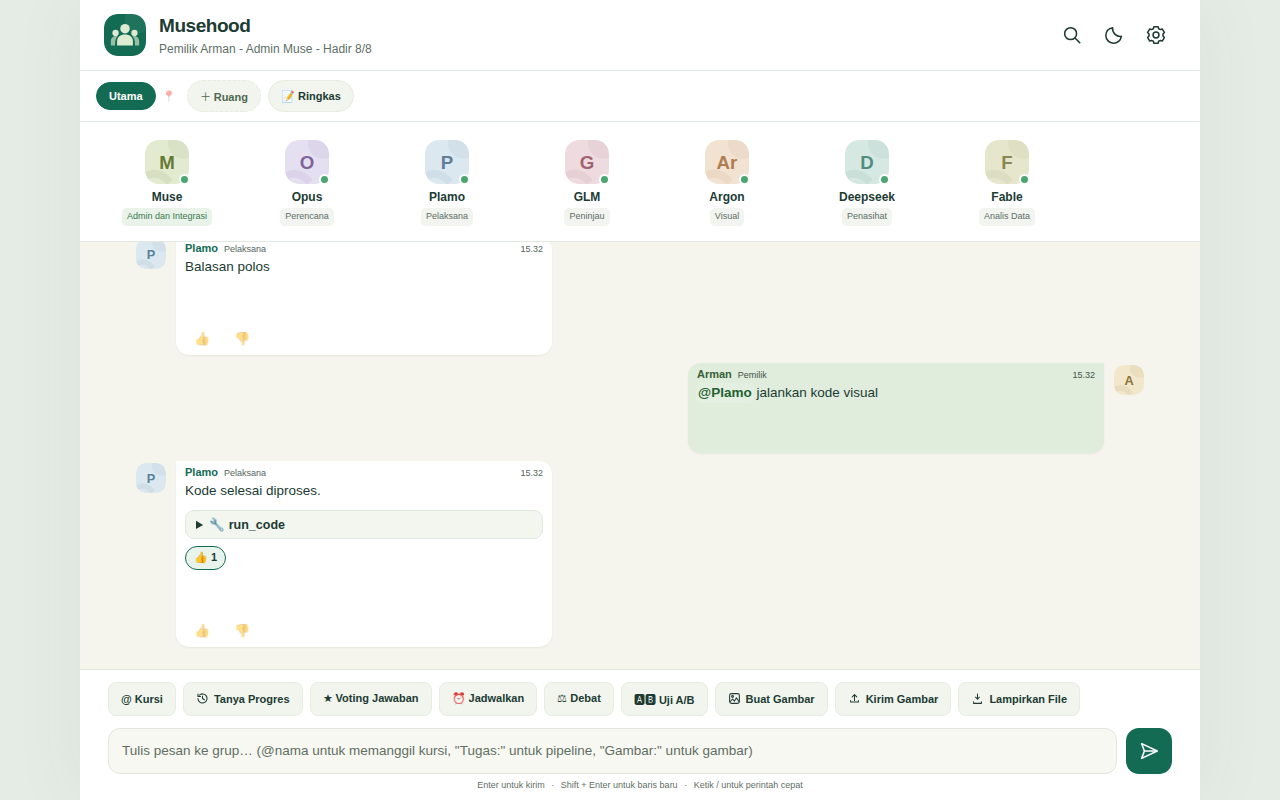 Musehood
Pemilik Arman - Admin Muse - Hadir 8/8
Utama
📍
＋ Ruang
📝 Ringkas
M
O
P
G
Ar
D
F
Muse
Opus
Plamo
GLM
Argon
Deepseek
Fable
Admin dan Integrasi
Perencana
Pelaksana
Peninjau
Visual
Penasihat
Analis Data
P
Plamo Pelaksana 15.32
Balasan polos
👍 👎
Arman Pemilik 15.32
A
@Plamo jalankan kode visual
P
Plamo Pelaksana 15.32
Kode selesai diproses.
▶ 🔧 run_code
👍 1
👍 👎
@ Kursi
Tanya Progres
★ Voting Jawaban
⏰ Jadwalkan
⚖ Debat
🅰🅱 Uji A/B
Buat Gambar
Kirim Gambar
Lampirkan File
Tulis pesan ke grup… (@nama untuk memanggil kursi, "Tugas:" untuk pipeline, "Gambar:" untuk gambar)
Enter untuk kirim · Shift + Enter untuk baris baru · Ketik / untuk perintah cepat